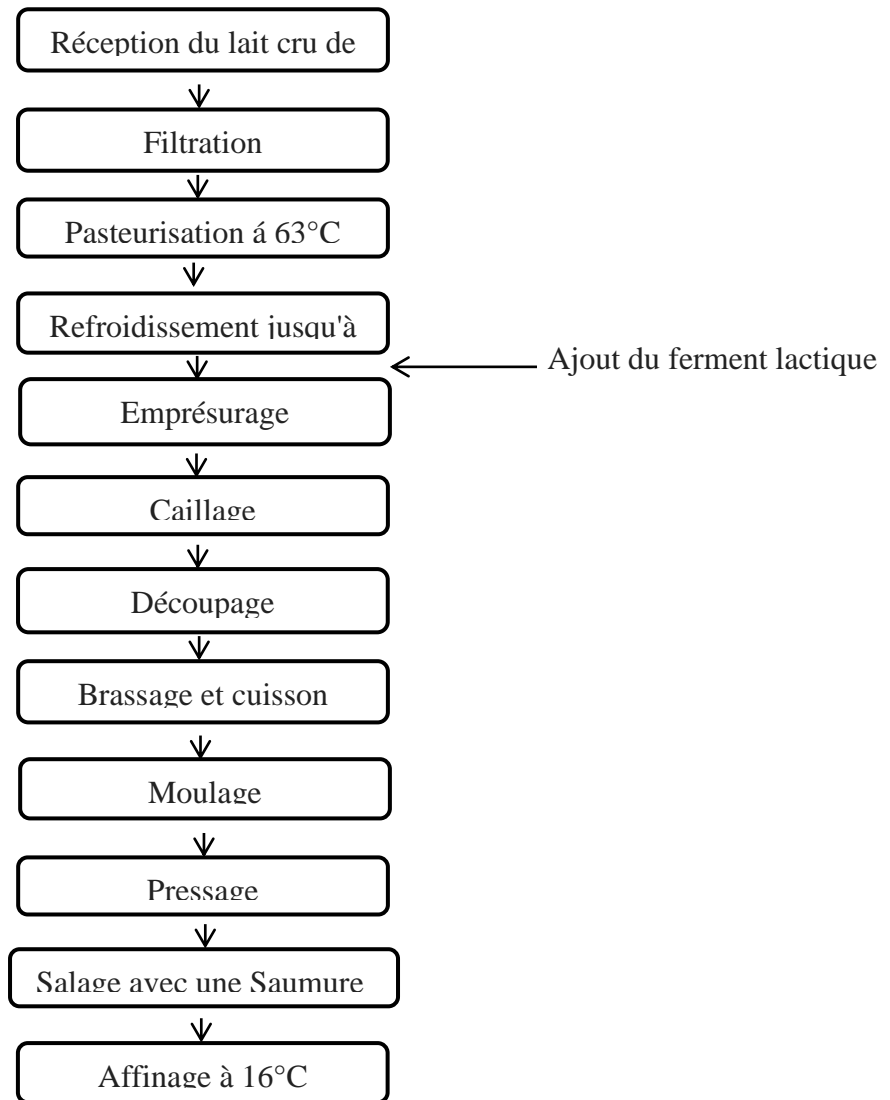 Réception du lait cru de
Filtration
Pasteurisation á 63°C
Refroidissement jusqu'à
Ajout du ferment lactique
Emprésurage
Caillage
Découpage
Brassage et cuisson
Moulage
Pressage
Salage avec une Saumure
Affinage à 16°C